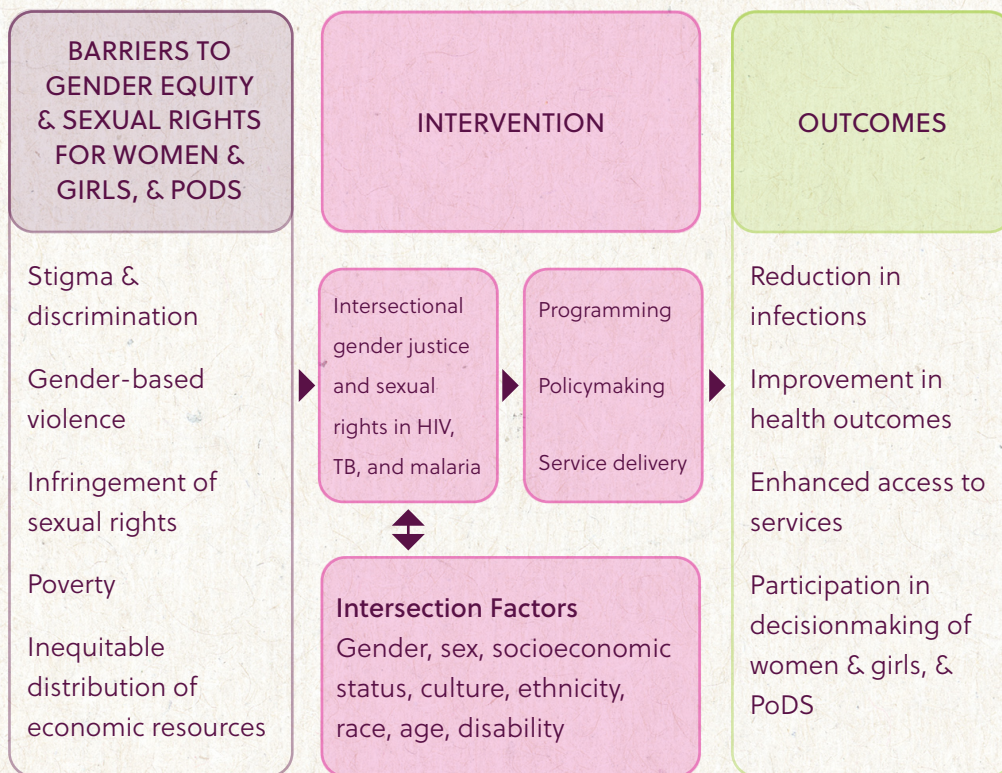 BARRIERS TO
GENDER EQUITY
& SEXUAL RIGHTS
FOR WOMEN &
GIRLS, & PODS
Stigma &
discrimination
Gender-based
violence
Infringement of
sexual rights
Poverty
Inequitable
distribution of
economic resources
INTERVENTION
Intersectional
gender justice
and sexual
rights in HIV,
TB, and malaria
Programming
Policymaking
Service delivery
Intersection Factors
Gender, sex, socioeconomic
status, culture, ethnicity,
race, age, disability
OUTCOMES
Reduction in
infections
Improvement in
health outcomes
Enhanced access to
services
Participation in
decisionmaking of
women & girls, &
PoDS